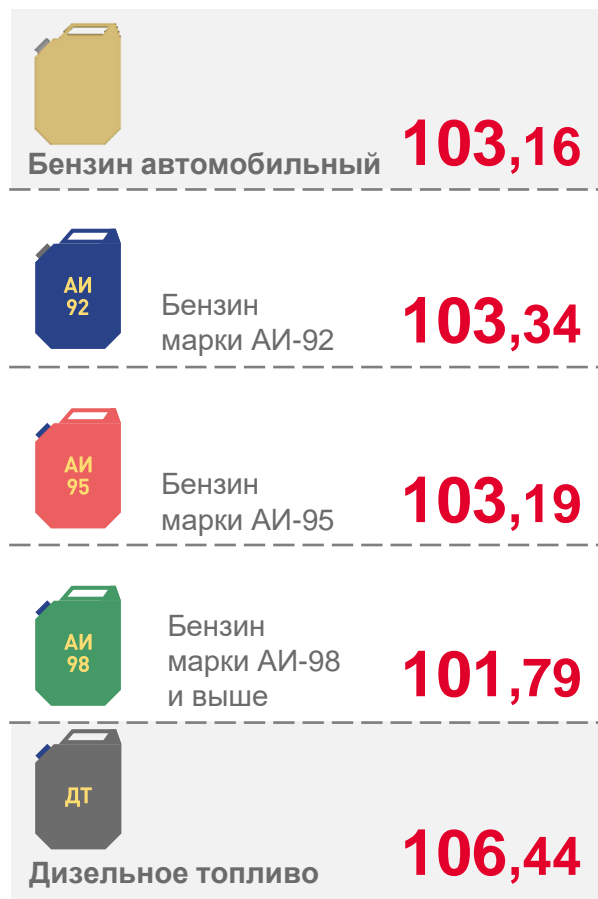 Бензин автомобильный
103,16
АИ
92
Бензин
марки АИ-92
103,34
АИ
95
Бензин
марки АИ-95
103,19
АИ
98
Бензин
марки АИ-98
и выше
101,79
ДТ
Дизельное топливо
106,44